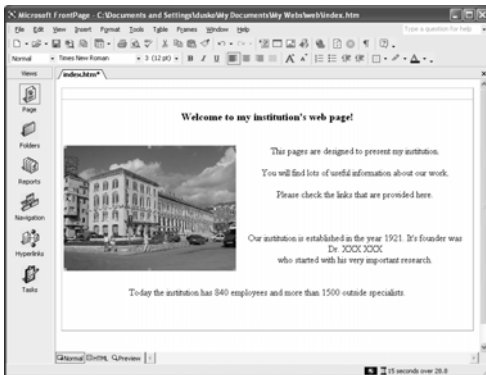 Microsoft FrontPage - C:\Documents and Settings\dusko\My Documents\My Webs\web\index.htm
File Edit View Insert Format Tools Table Frames Window Help
Type a question for help
Normal Times New Roman 3 (12 pt) B I U A
Views
index.htm*
Page
Folders
Reports
Navigation
Hyperlinks
Tasks
Welcome to my institution's web page!
This pages are designed to present my institution.
You will find lots of useful information about our work.
Please check the links that are provided here.
Our institution is established in the year 1921. It's founder was
Dr. XXX XXX
who started with his very important research.
Today the institution has 840 employees and more than 1500 outside specialists.
Normal HTML Preview
15 seconds over 28.8